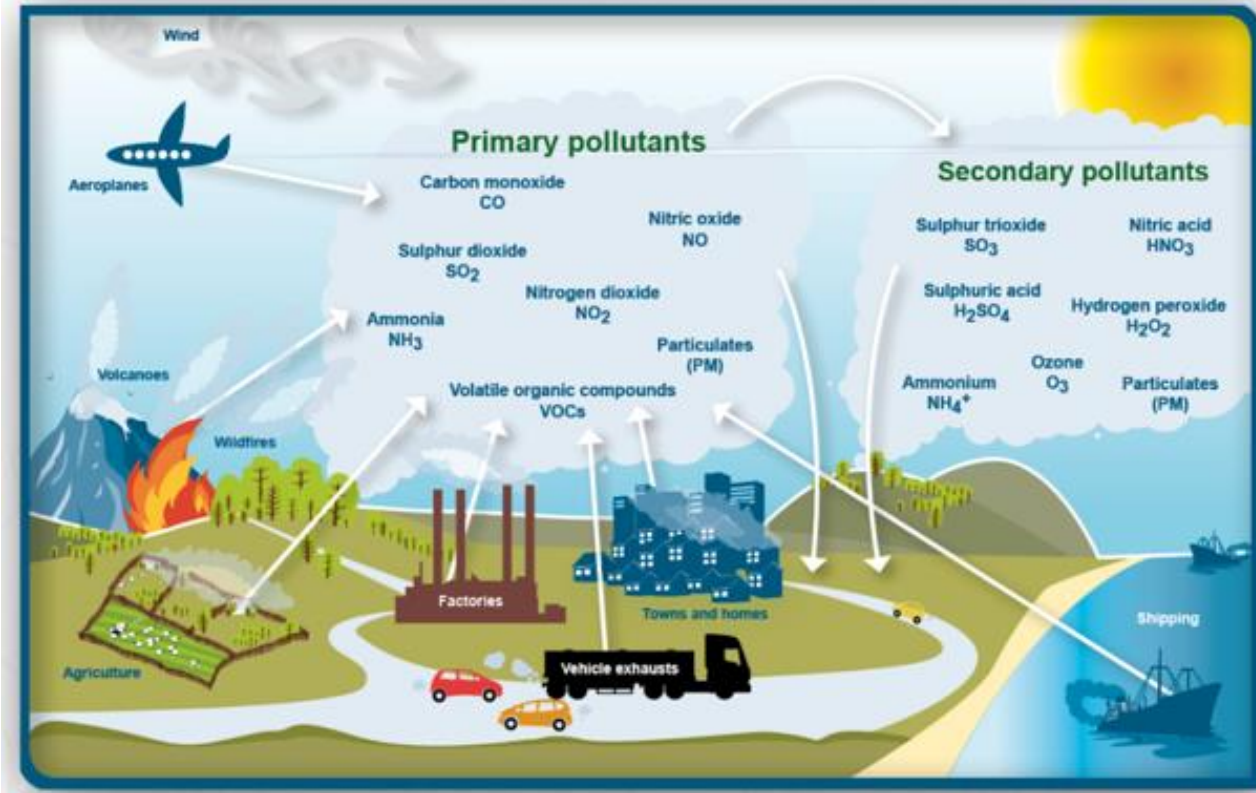 Wind
Aeroplanes
Primary pollutants
Carbon monoxide
CO
Nitric oxide
NO
Sulphur dioxide
SO2
Nitrogen dioxide
NO2
Ammonia
NH3
Particulates
(PM)
Volatile organic compounds
VOCs
Secondary pollutants
Sulphur trioxide
SO3
Nitric acid
HNO3
Sulphuric acid
H2SO4
Hydrogen peroxide
H2O2
Ozone
O3
Ammonium
NH4+
Particulates
(PM)
Volcanoes
Wildfires
Factories
Towns and homes
Shipping
Vehicle exhausts
Agriculture